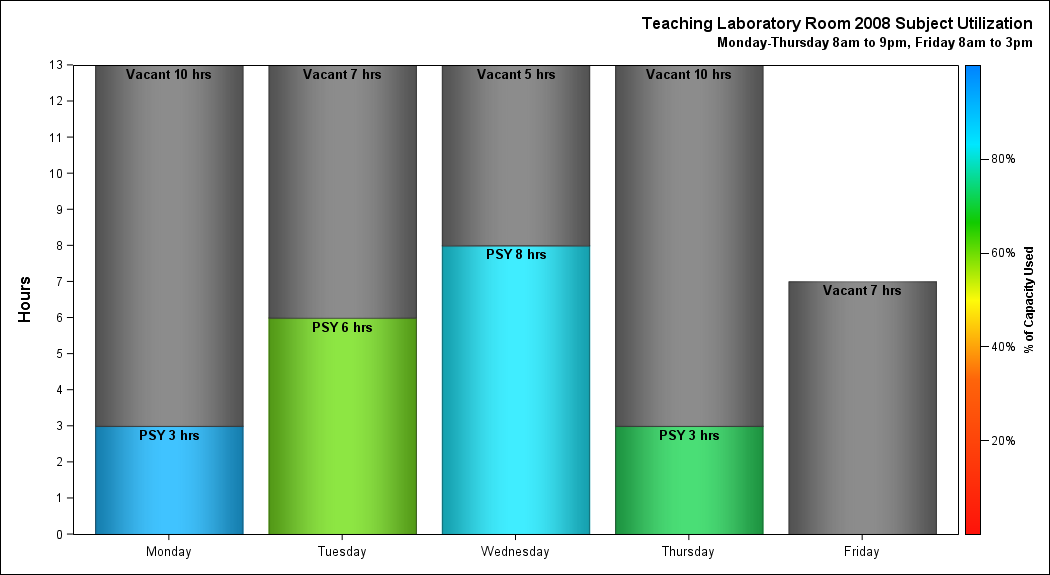 Teaching Laboratory Room 2008 Subject Utilization
Monday-Thursday 8am to 9pm, Friday 8am to 3pm
Hours
13
12
11
10
9
8
7
6
5
4
3
2
1
0
Vacant 10 hrs
PSY 3 hrs
Vacant 7 hrs
PSY 6 hrs
Vacant 5 hrs
PSY 8 hrs
Vacant 10 hrs
PSY 3 hrs
Vacant 7 hrs
Monday
Tuesday
Wednesday
Thursday
Friday
80%
60%
40%
20%
% of Capacity Used